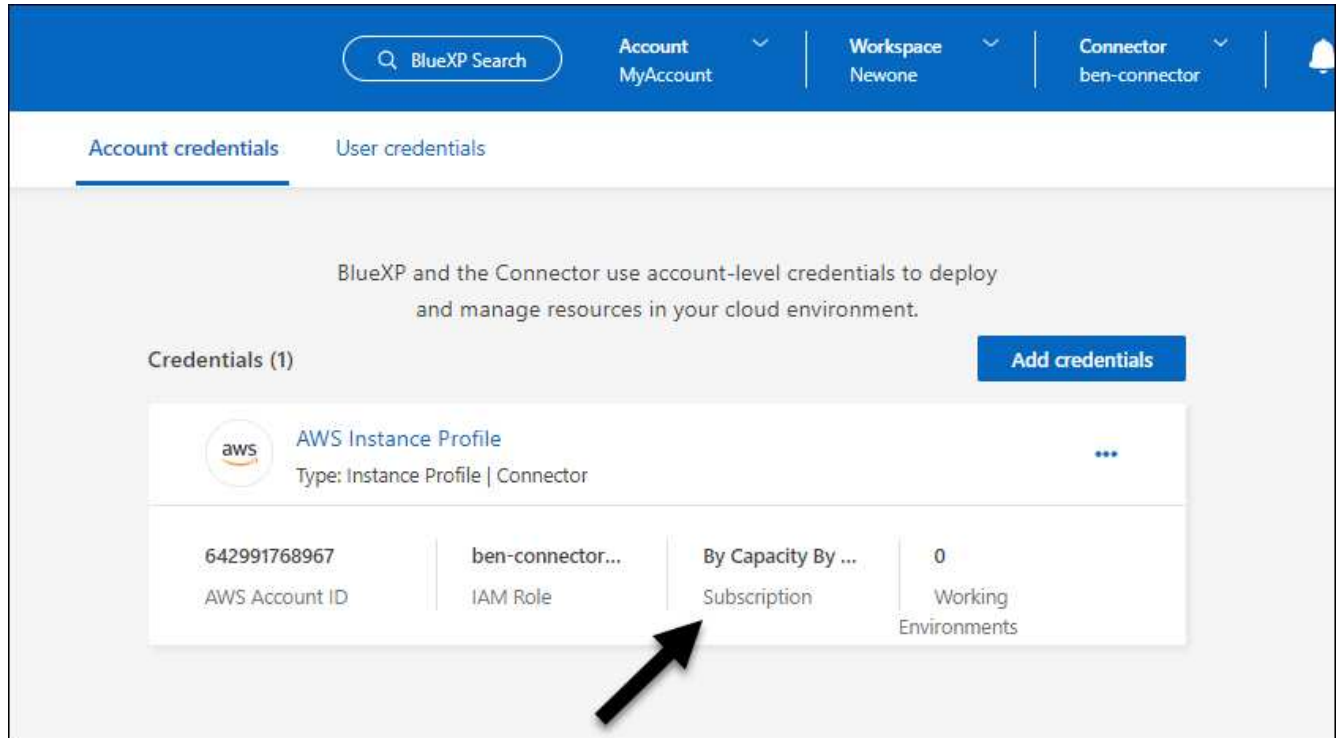 BlueXP Search
Account
MyAccount
Workspace
Newone
Connector
ben-connector
Account credentials
User credentials
BlueXP and the Connector use account-level credentials to deploy
and manage resources in your cloud environment.
Credentials (1)
Add credentials
aws
AWS Instance Profile
Type: Instance Profile | Connector
642991768967
AWS Account ID
ben-connector...
IAM Role
By Capacity By ...
Subscription
0
Working
Environments